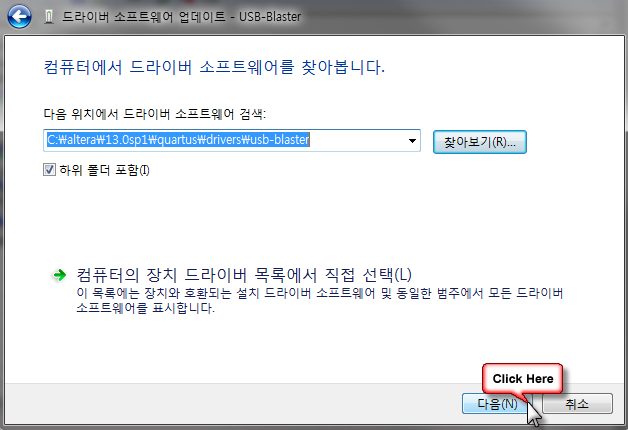 드라이버 소프트웨어 업데이트 - USB-Blaster
컴퓨터에서 드라이버 소프트웨어를 찾아봅니다.
다음 위치에서 드라이버 소프트웨어 검색:
C:₩altera₩13.0sp1₩quartus₩drivers₩usb-blaster
찾아보기(R)...
하위 폴더 포함(I)
컴퓨터의 장치 드라이버 목록에서 직접 선택(L)
이 목록에는 장치와 호환되는 설치 드라이버 소프트웨어 및 동일한 범주에서 모든 드라이버
소프트웨어를 표시합니다.
Click Here
다음(N)
취소